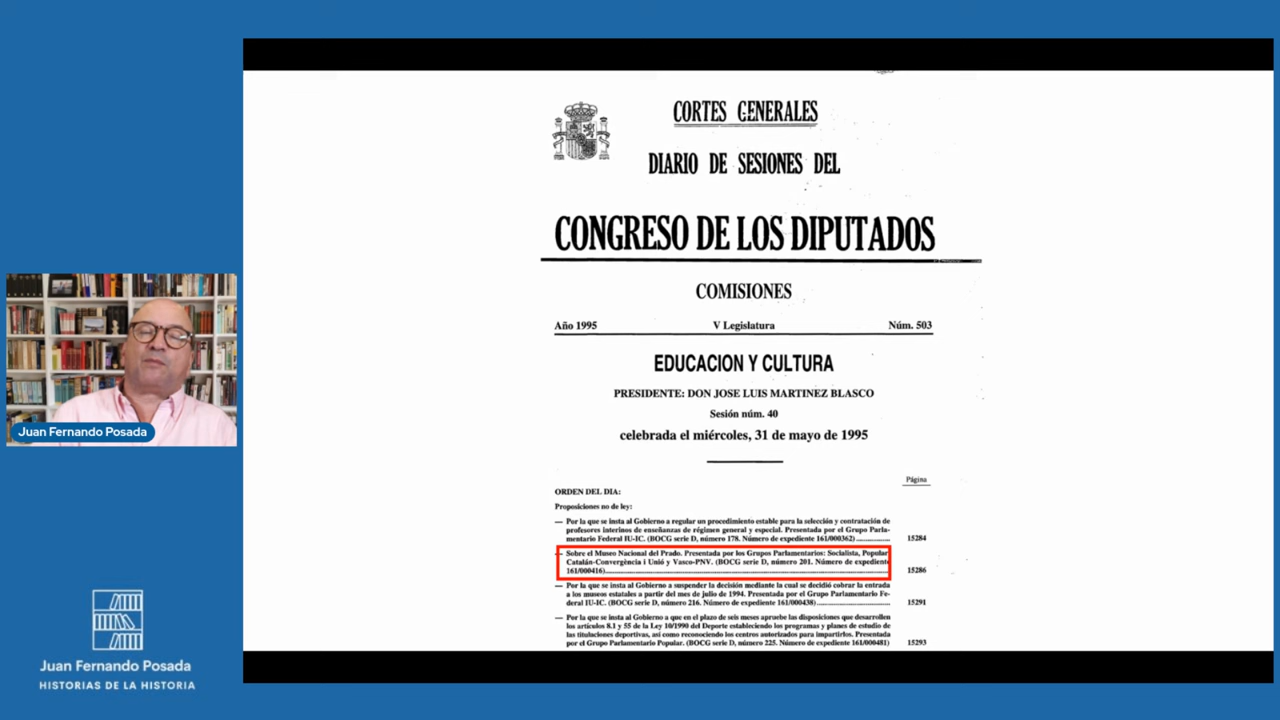 CORTES GENERALES
DIARIO DE SESIONES DEL
CONGRESO DE LOS DIPUTADOS
COMISIONES
Año 1995 V Legislatura Núm. 503
EDUCACION Y CULTURA
PRESIDENTE: DON JOSE LUIS MARTINEZ BLASCO
Sesión núm. 40
celebrada el miércoles, 31 de mayo de 1995
Página
ORDEN DEL DIA:
Proposiciones no de ley:
— Por la que se insta al Gobierno a regular un procedimiento estable para la selección y contratación de
profesores interinos de enseñanzas de régimen general y especial. Presentada por el Grupo Parla-
mentario Federal IU-IC. (BOCG serie D, número 178. Número de expediente 161/000362) 15284
— Sobre el Museo Nacional del Prado. Presentada por los Grupos Parlamentarios: Socialista, Popular
Catalán-Convergència i Unió y Vasco-PNV. (BOCG serie D, número 201. Número de expediente
161/000416) 15286
— Por la que se insta al Gobierno a suspender la decisión mediante la cual se decidió cobrar la entrada
a los museos estatales a partir del mes de julio de 1994. Presentada por el Grupo Parlamentario Fe-
deral IU-IC. (BOCG serie D, número 216. Número de expediente 161/000438) 15291
— Por la que se insta al Gobierno a que en el plazo de seis meses apruebe las disposiciones que desarrollen
los artículos 8.1 y 55 de la Ley 10/1990 del Deporte estableciendo los programas y planes de estudio de
las titulaciones deportivas, así como reconociendo los centros autorizados para impartirlos. Presentada
por el Grupo Parlamentario Popular. (BOCG serie D, número 225. Número de expediente 161/000481) 15293
Juan Fernando Posada
Juan Fernando Posada
HISTORIAS DE LA HISTORIA